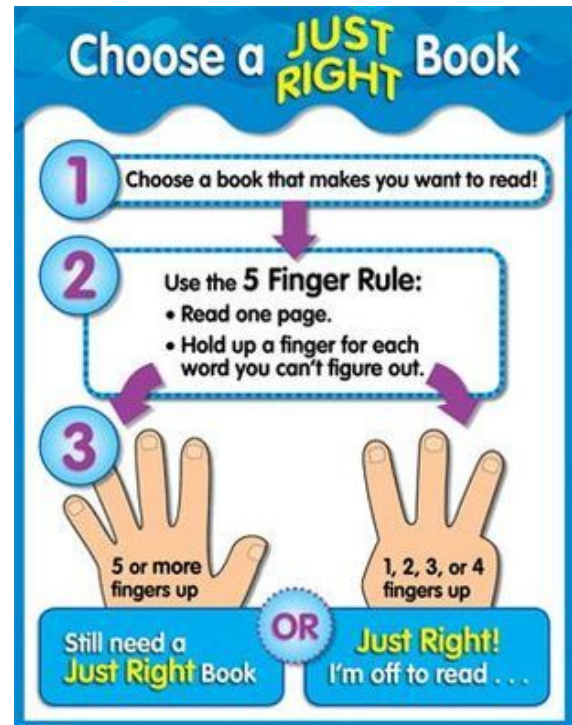 Choose a JUST RIGHT Book
1
Choose a book that makes you want to read!
2
Use the 5 Finger Rule:
• Read one page.
• Hold up a finger for each
word you can't figure out.
3
5 or more
fingers up
1, 2, 3, or 4
fingers up
Still need a
Just Right Book
OR
Just Right!
I'm off to read . . .